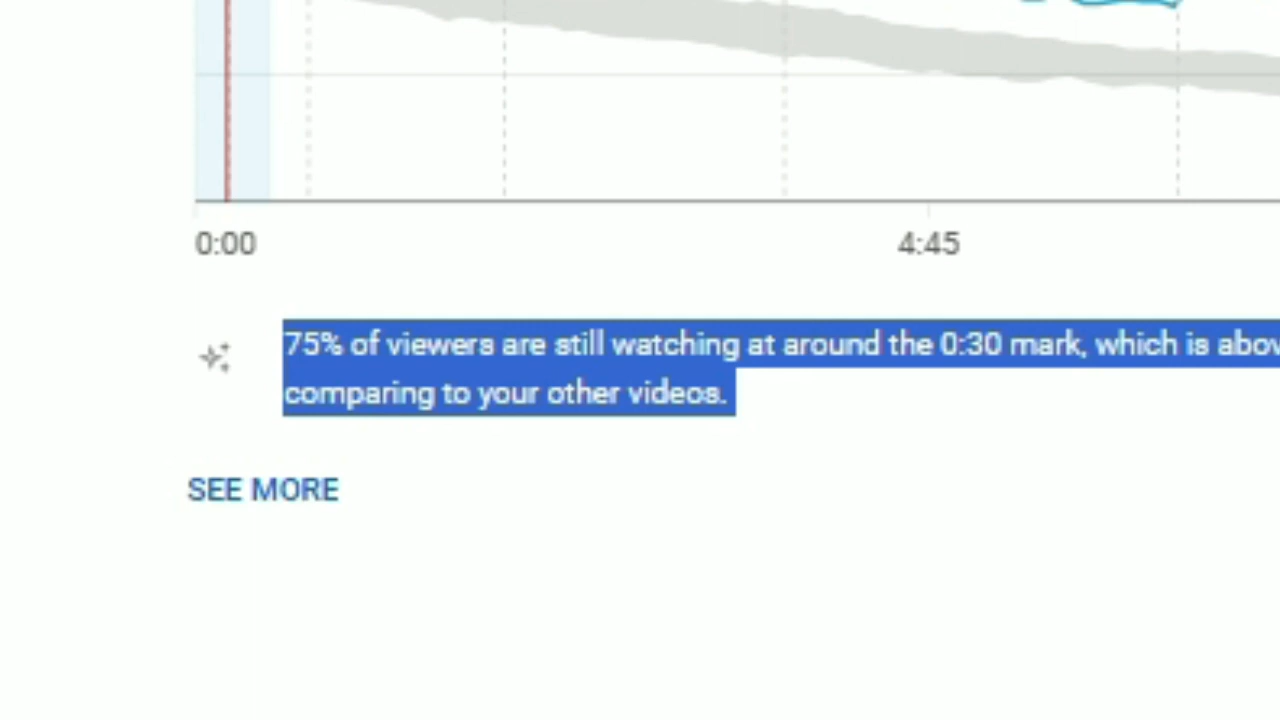 0:00 4:45
75% of viewers are still watching at around the 0:30 mark, which is
comparing to your other videos.
SEE MORE